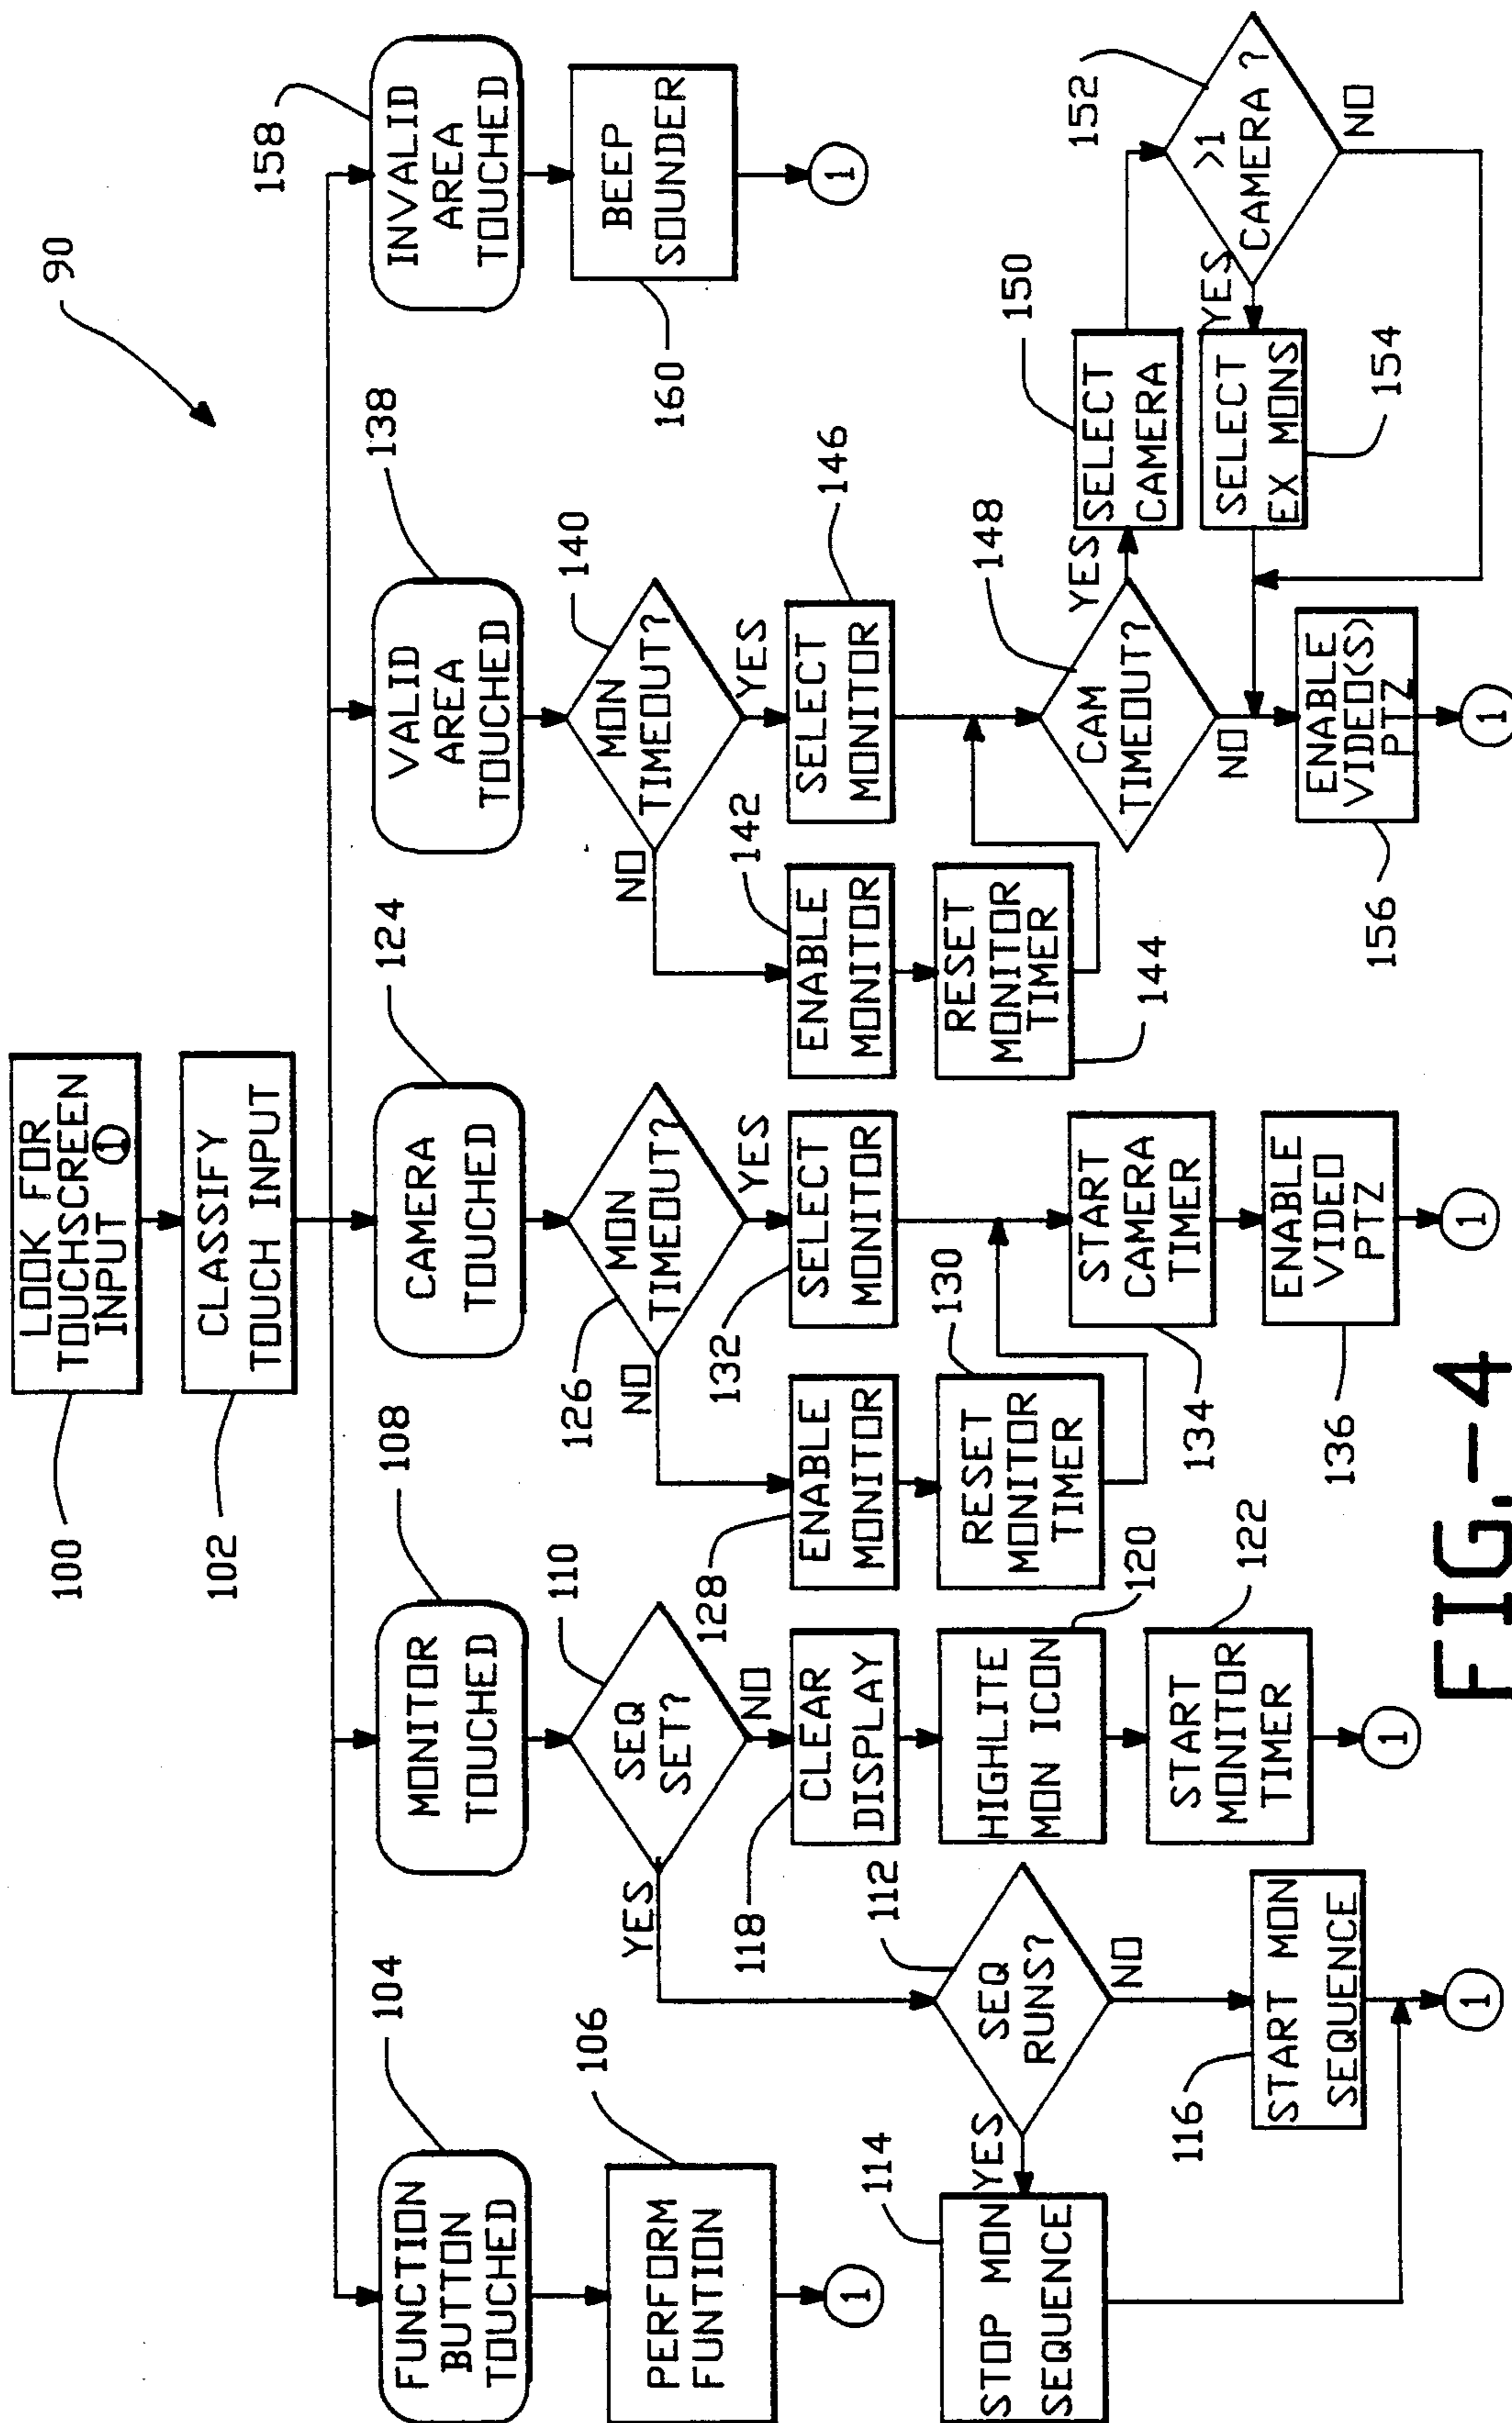 90
LOOK FOR
TOUCHSCREEN
INPUT ①
100
CLASSIFY
TOUCH INPUT
102
FUNCTION
BUTTON
TOUCHED
104
PERFORM
FUNTION
106
1
MONITOR
TOUCHED
108
SEQ
SET?
110
YES
NO
SEQ
RUNS?
112
YES
NO
STOP MON
SEQUENCE
114
START MON
SEQUENCE
116
1
CLEAR
DISPLAY
118
HIGHLITE
MON ICON
120
START
MONITOR
TIMER
122
1
CAMERA
TOUCHED
124
MON
TIMEOUT?
126
NO
YES
ENABLE
MONITOR
128
RESET
MONITOR
TIMER
130
SELECT
MONITOR
132
START
CAMERA
TIMER
134
ENABLE
VIDEO
PTZ
136
1
VALID
AREA
TOUCHED
138
MON
TIMEOUT?
140
NO
YES
ENABLE
MONITOR
142
RESET
MONITOR
TIMER
144
SELECT
MONITOR
146
CAM
TIMEOUT?
148
YES
NO
SELECT
CAMERA
150
>1
CAMERA ?
152
YES
NO
SELECT
EX MONS
154
ENABLE
VIDEO(S)
PTZ
156
1
INVALID
AREA
TOUCHED
158
BEEP
SOUNDER
160
1
FIG.-4